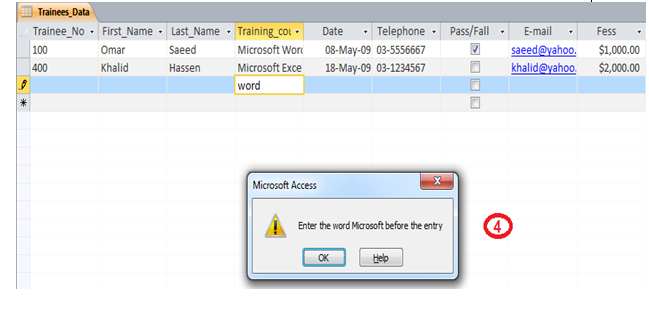 Trainees_Data
Trainee_No First_Name Last_Name Training_cou Date Telephone Pass/Fall E-mail Fess
100 Omar Saeed Microsoft Word 08-May-09 03-5556667 saeed@yahoo. $1,000.00
400 Khalid Hassen Microsoft Exce 18-May-09 03-1234567 khalid@yahoo. $2,000.00
word
Microsoft Access
Enter the word Microsoft before the entry
4
OK Help